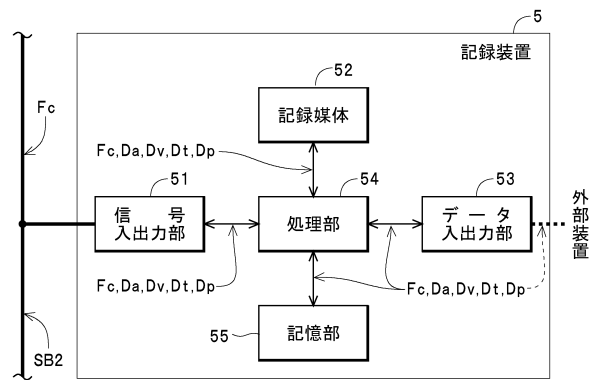 5
記録装置
Fc
52
記録媒体
Fc,Da,Dv,Dt,Dp
51
54
53
信 号
入出力部
処理部
デ ー タ
入出力部
外部装置
Fc,Da,Dv,Dt,Dp
Fc,Da,Dv,Dt,Dp
55
記憶部
SB2